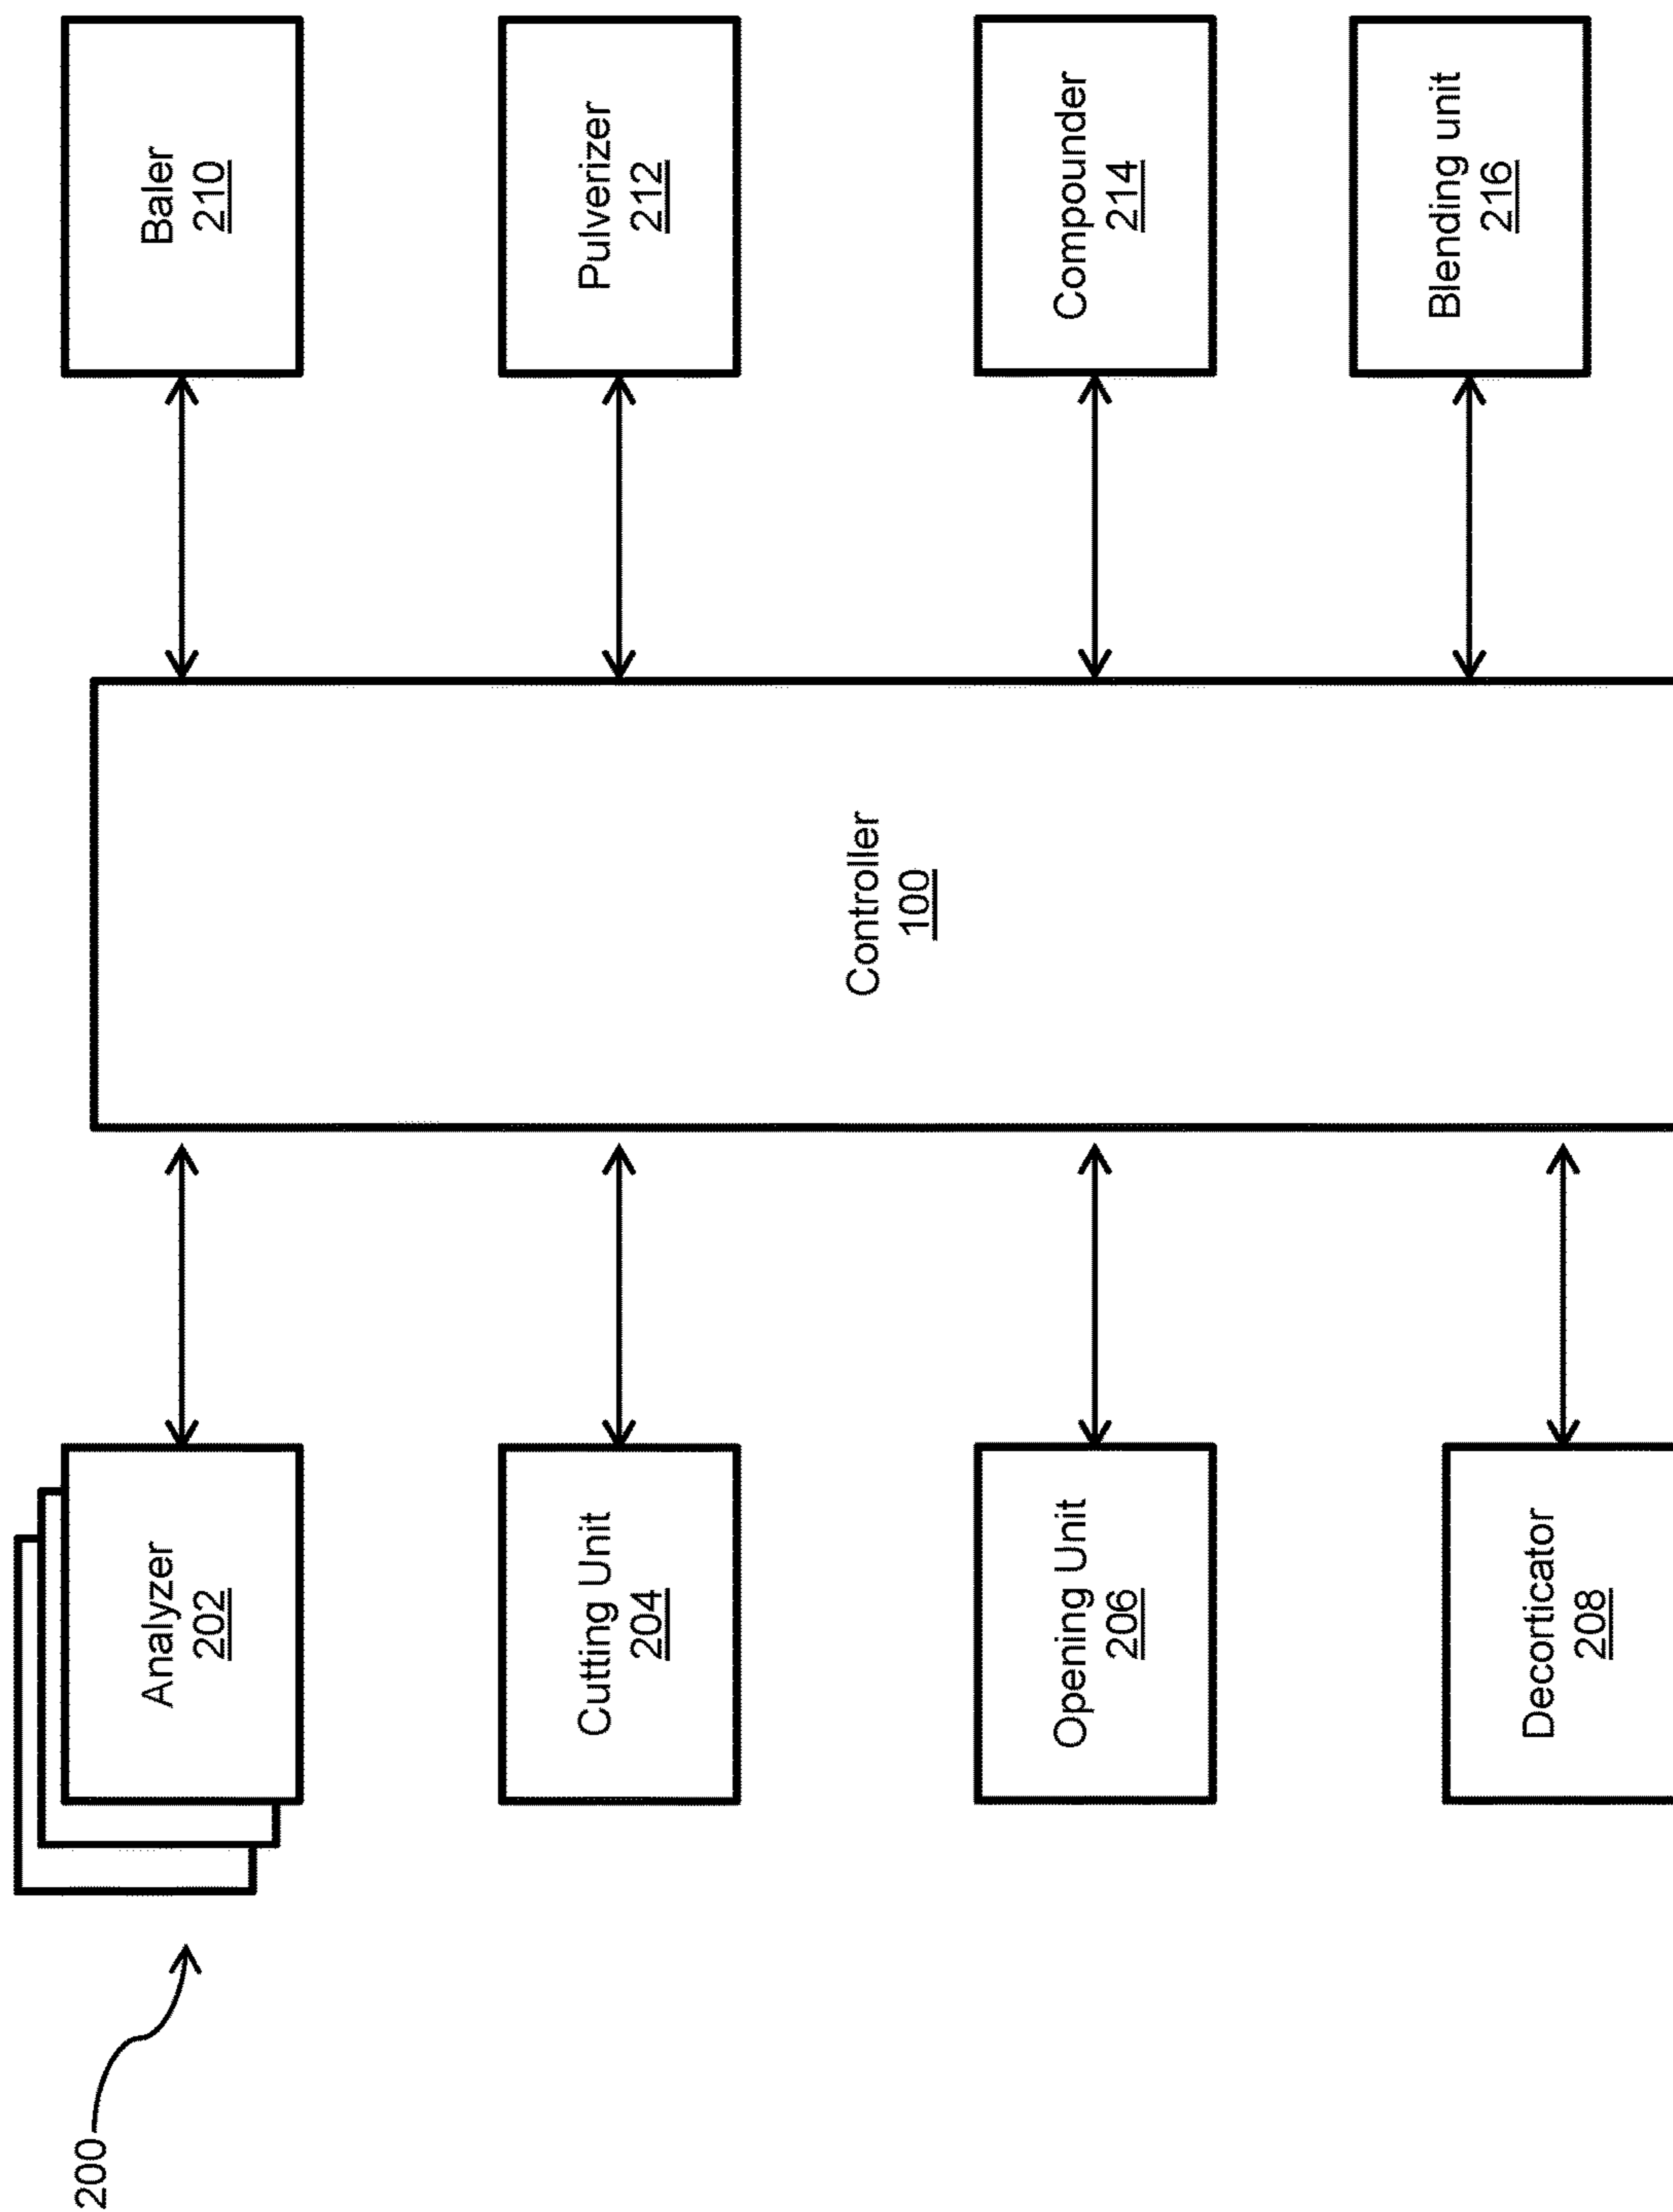 200
Analyzer
202
Cutting Unit
204
Opening Unit
206
Decorticator
208
Controller
100
Baler
210
Pulverizer
212
Compounder
214
Blending unit
216